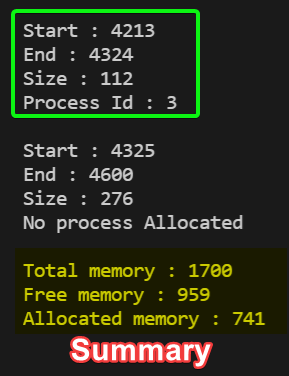 Start : 4213
End : 4324
Size : 112
Process Id : 3
Start : 4325
End : 4600
Size : 276
No process Allocated
Total memory : 1700
Free memory : 959
Allocated memory : 741
Summary